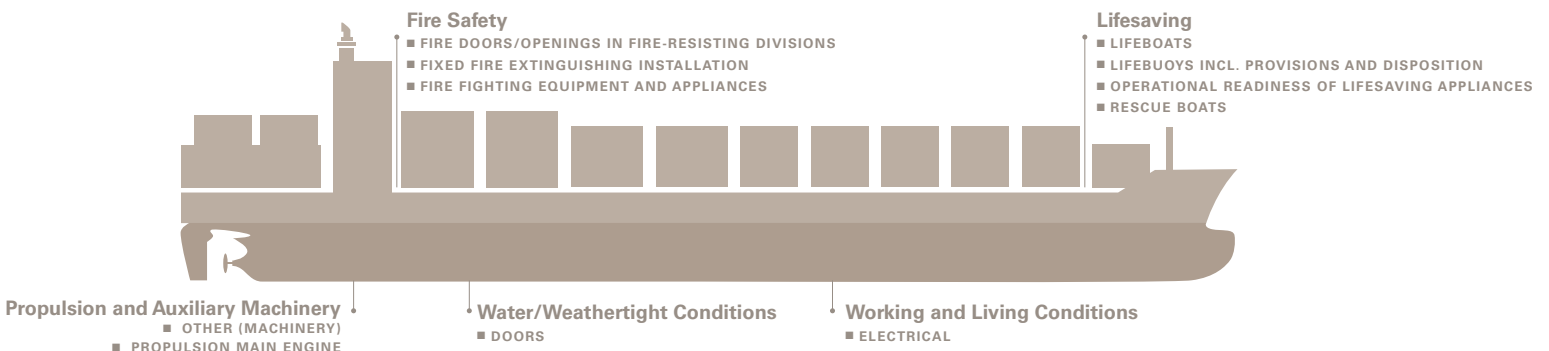 Fire Safety
■ FIRE DOORS/OPENINGS IN FIRE-RESISTING DIVISIONS
■ FIXED FIRE EXTINGUISHING INSTALLATION
■ FIRE FIGHTING EQUIPMENT AND APPLIANCES
Lifesaving
■ LIFEBOATS
■ LIFEBUOYS INCL. PROVISIONS AND DISPOSITION
■ OPERATIONAL READINESS OF LIFESAVING APPLIANCES
■ RESCUE BOATS
Propulsion and Auxiliary Machinery
■ OTHER (MACHINERY)
■ PROPULSION MAIN ENGINE
Water/Weathertight Conditions
■ DOORS
Working and Living Conditions
■ ELECTRICAL